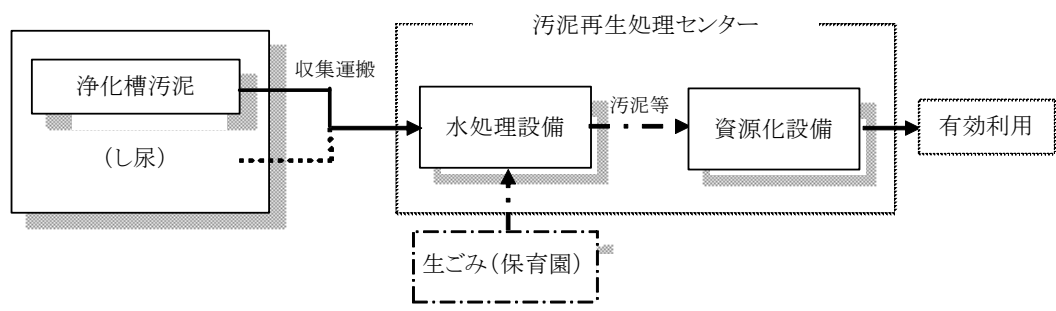 汚泥再生処理センター
浄化槽汚泥
収集運搬
(し尿)
水処理設備
汚泥等
資源化設備
有効利用
生ごみ(保育園)